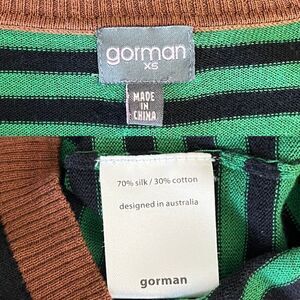 gorman
XS
MADE
IN
CHINA
70% silk / 30% cotton
designed in australia
gorman